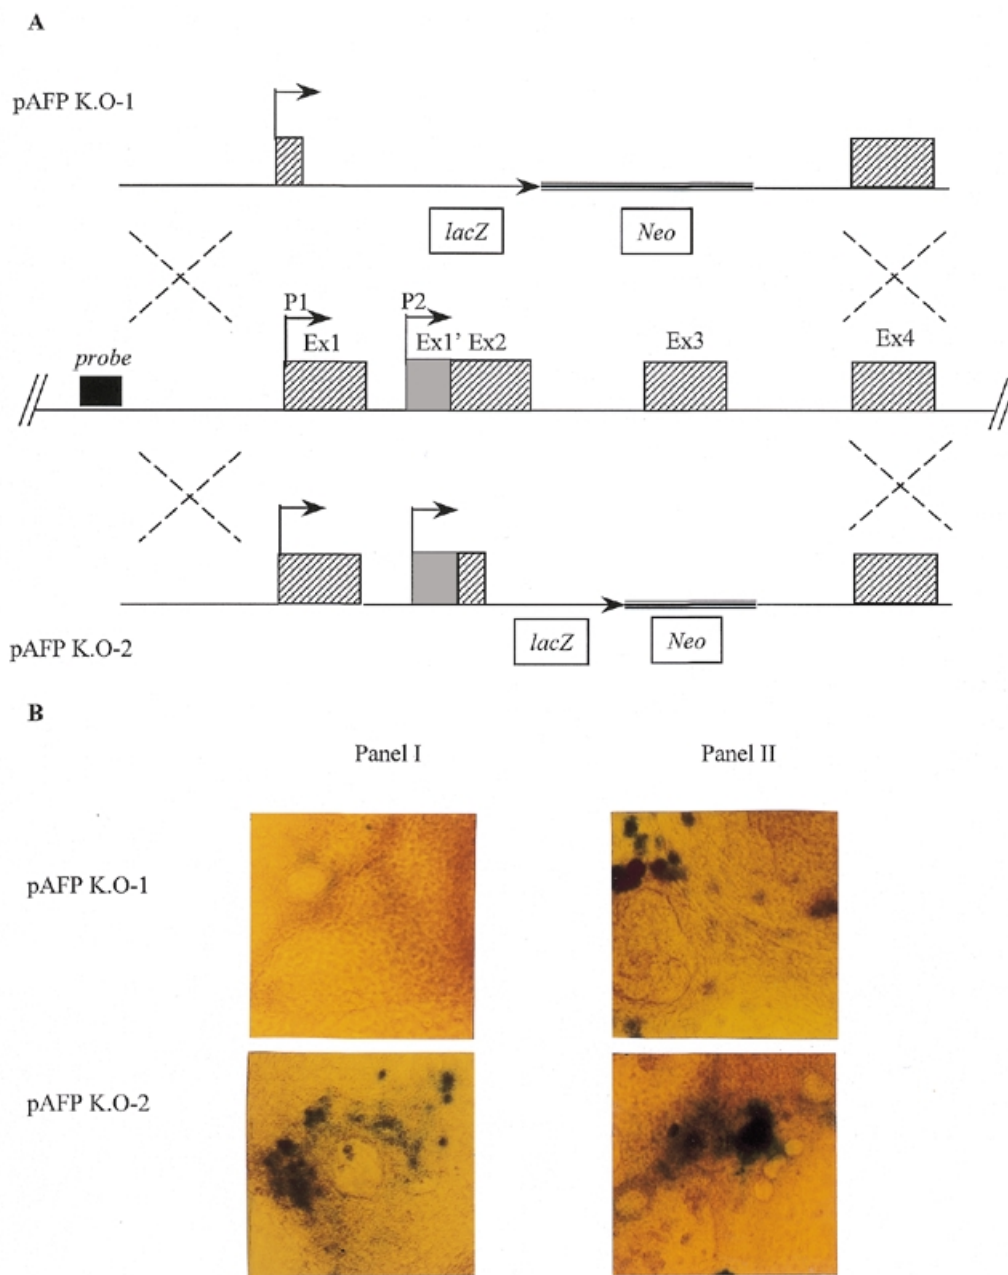 A
pAFP K.O-1
lacZ Neo
P1 P2
Ex1 Ex1' Ex2 Ex3 Ex4
probe
lacZ Neo
pAFP K.O-2
B
Panel I Panel II
pAFP K.O-1
pAFP K.O-2